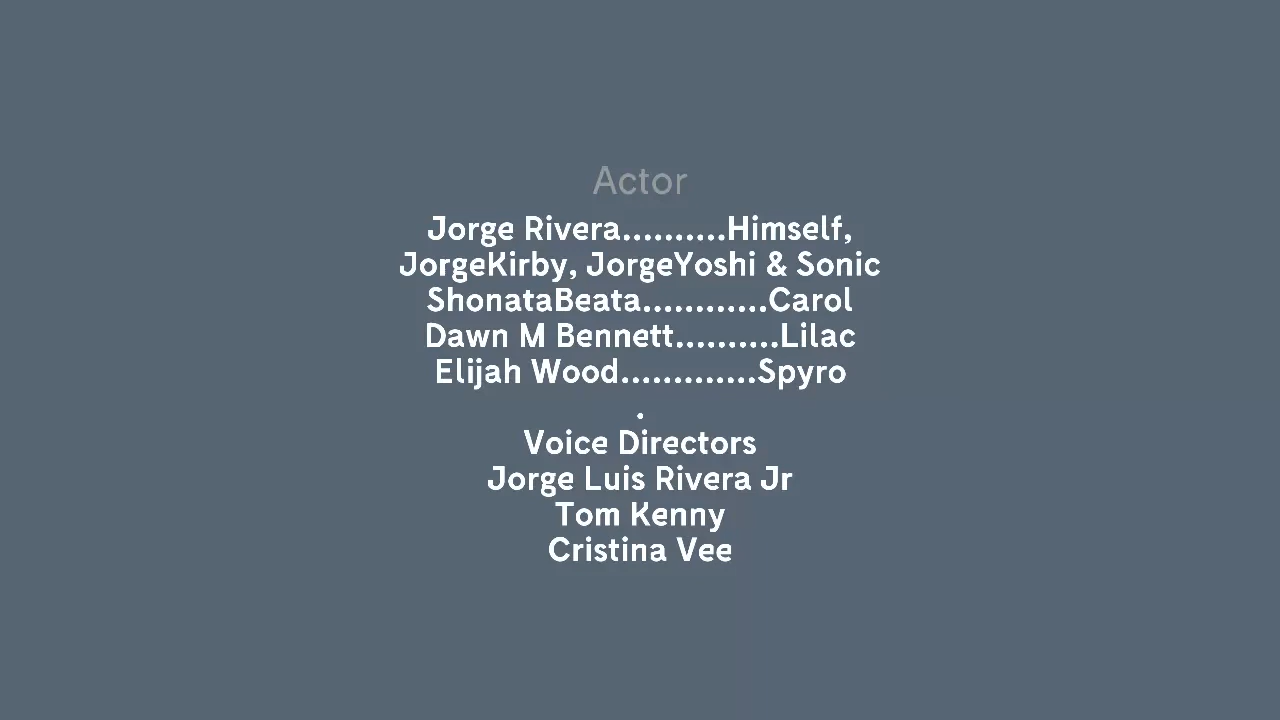 Actor
Jorge Rivera..........Himself,
JorgeKirby, JorgeYoshi & Sonic
ShonataBeata............Carol
Dawn M Bennett..........Lilac
Elijah Wood.............Spyro
.
Voice Directors
Jorge Luis Rivera Jr
Tom Kenny
Cristina Vee